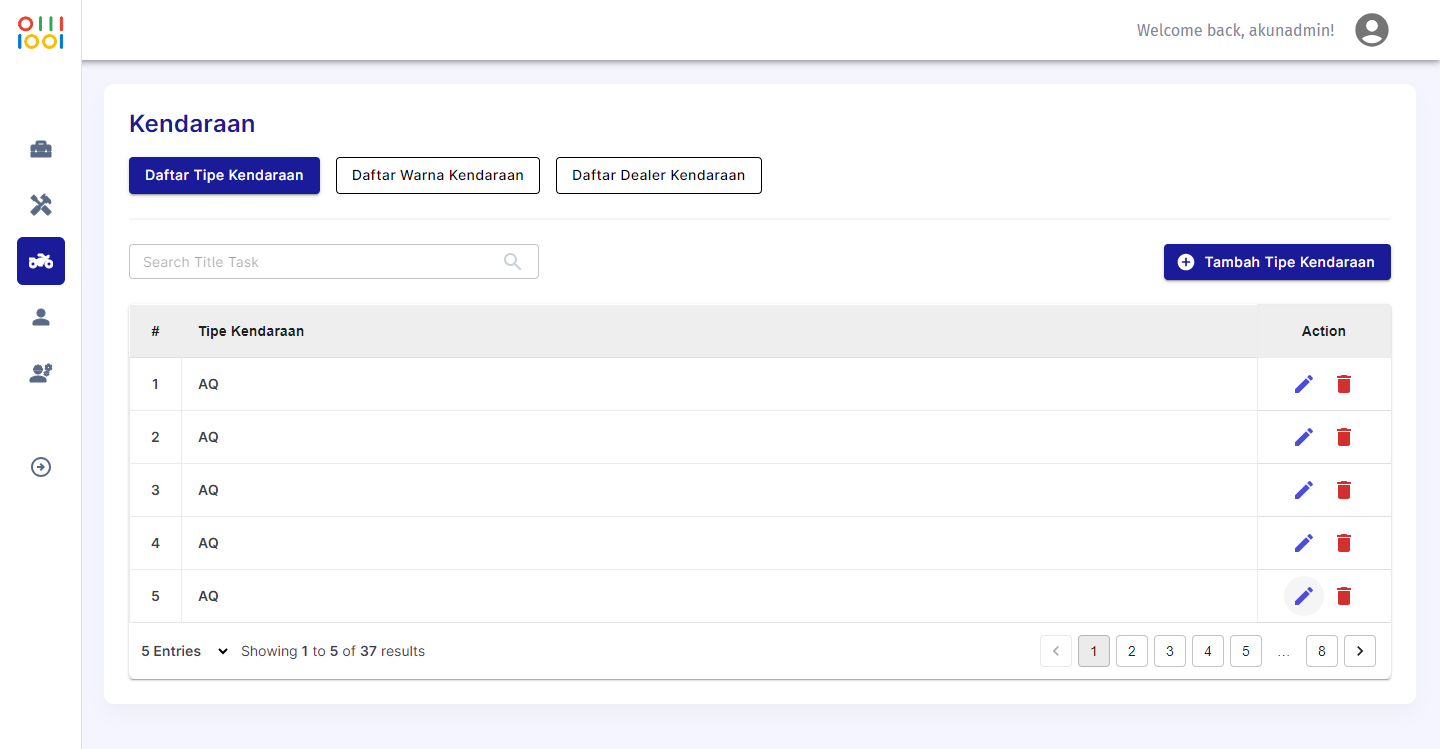 Welcome back, akunadmin!
Kendaraan
Daftar Tipe Kendaraan Daftar Warna Kendaraan Daftar Dealer Kendaraan
Search Title Task Tambah Tipe Kendaraan
# Tipe Kendaraan Action
1 AQ
2 AQ
3 AQ
4 AQ
5 AQ
5 Entries Showing 1 to 5 of 37 results 1 2 3 4 5 ... 8